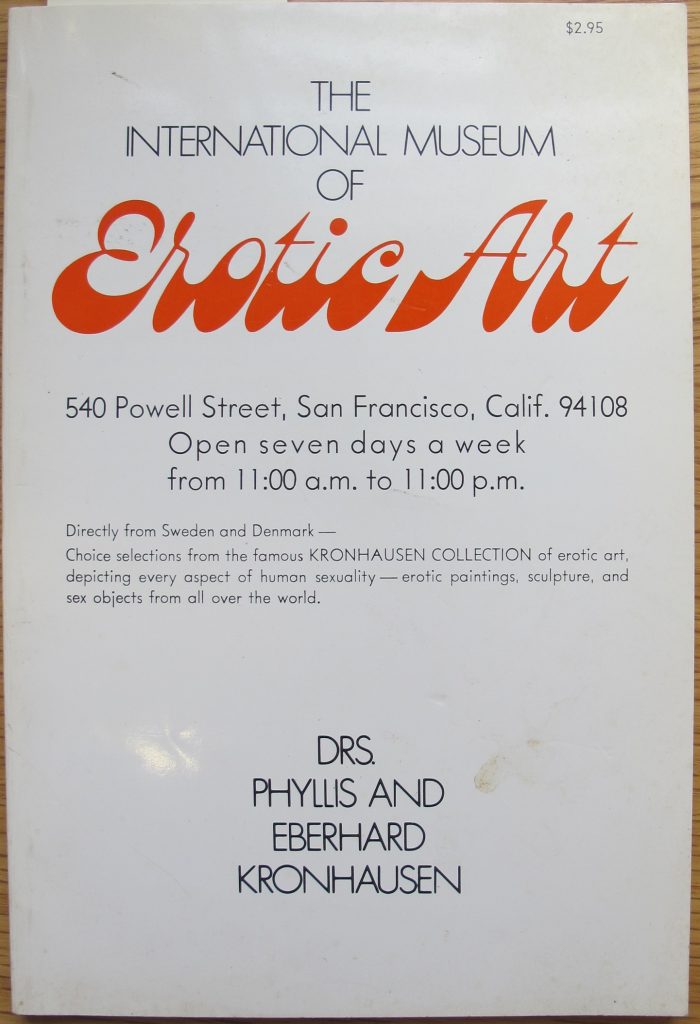 $2.95
THE
INTERNATIONAL MUSEUM
OF
Erotic Art
540 Powell Street, San Francisco, Calif. 94108
Open seven days a week
from 11:00 a.m. to 11:00 p.m.
Directly from Sweden and Denmark —
Choice selections from the famous KRONHAUSEN COLLECTION of erotic art,
depicting every aspect of human sexuality — erotic paintings, sculpture, and
sex objects from all over the world.
DRS.
PHYLLIS AND
EBERHARD
KRONHAUSEN